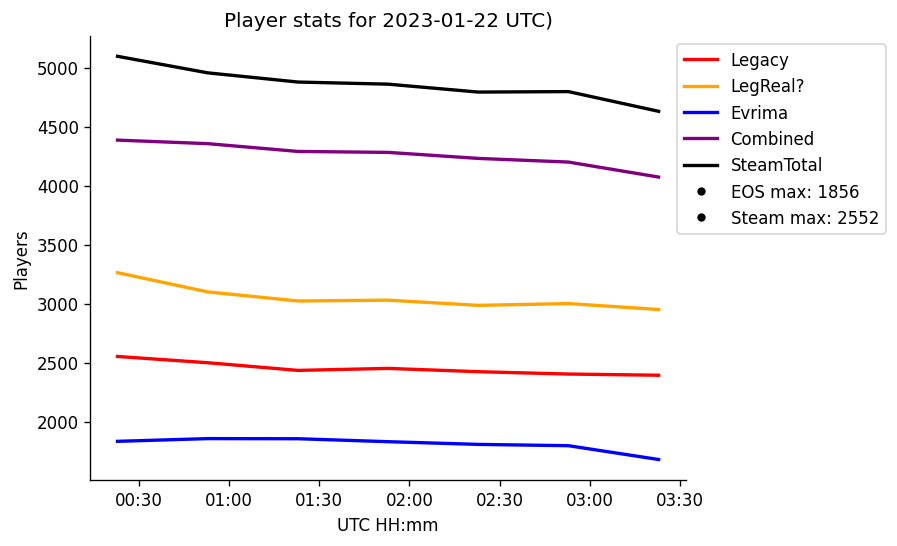 Player stats for 2023-01-22 UTC)
Legacy
LegReal?
Evrima
Combined
SteamTotal
EOS max: 1856
Steam max: 2552
Players
5000
4500
4000
3500
3000
2500
2000
00:30 01:00 01:30 02:00 02:30 03:00 03:30
UTC HH:mm